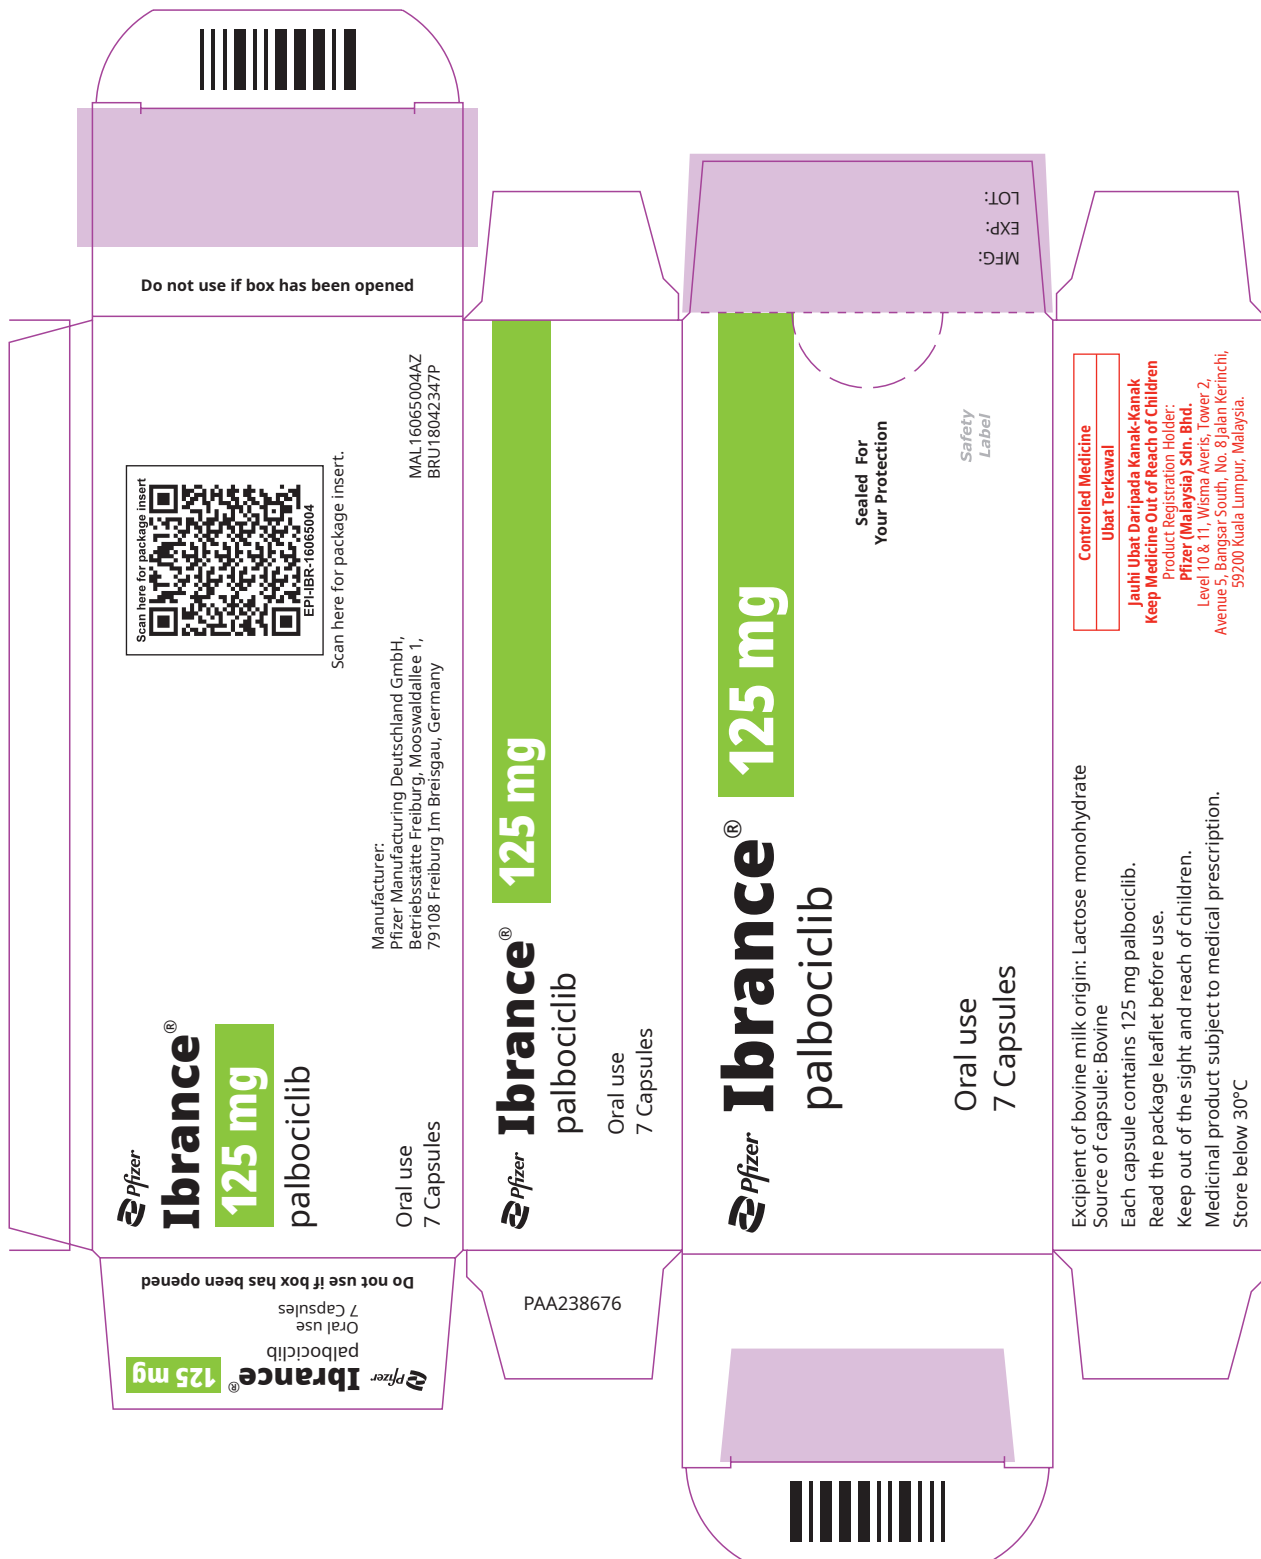 Do not use if box has been opened
Scan here for package insert
EPI-IBR-16065004
Scan here for package insert.
MAL16065004AZ
BRU18042347P
Manufacturer:
Pfizer Manufacturing Deutschland GmbH,
Betriebsstätte Freiburg, Mooswaldallee 1,
79108 Freiburg Im Breisgau, Germany
Pfizer
Ibrance®
125 mg
palbociclib
Oral use
7 Capsules
Do not use if box has been opened
Pfizer Ibrance® 125 mg
palbociclib
Oral use
7 Capsules
Pfizer Ibrance® 125 mg
palbociclib
Oral use
7 Capsules
PAA238676
LOT:
EXP:
MFG:
Pfizer Ibrance® 125 mg
palbociclib
Oral use
7 Capsules
Sealed For
Your Protection
Safety
Label
Controlled Medicine
Ubat Terkawal
Jauhi Ubat Daripada Kanak-Kanak
Keep Medicine Out of Reach of Children
Product Registration Holder:
Pfizer (Malaysia) Sdn. Bhd.
Level 10 & 11, Wisma Averis, Tower 2,
Avenue 5, Bangsar South, No. 8 Jalan Kerinchi,
59200 Kuala Lumpur, Malaysia.
Excipient of bovine milk origin: Lactose monohydrate
Source of capsule: Bovine
Each capsule contains 125 mg palbociclib.
Read the package leaflet before use.
Keep out of the sight and reach of children.
Medicinal product subject to medical prescription.
Store below 30°C